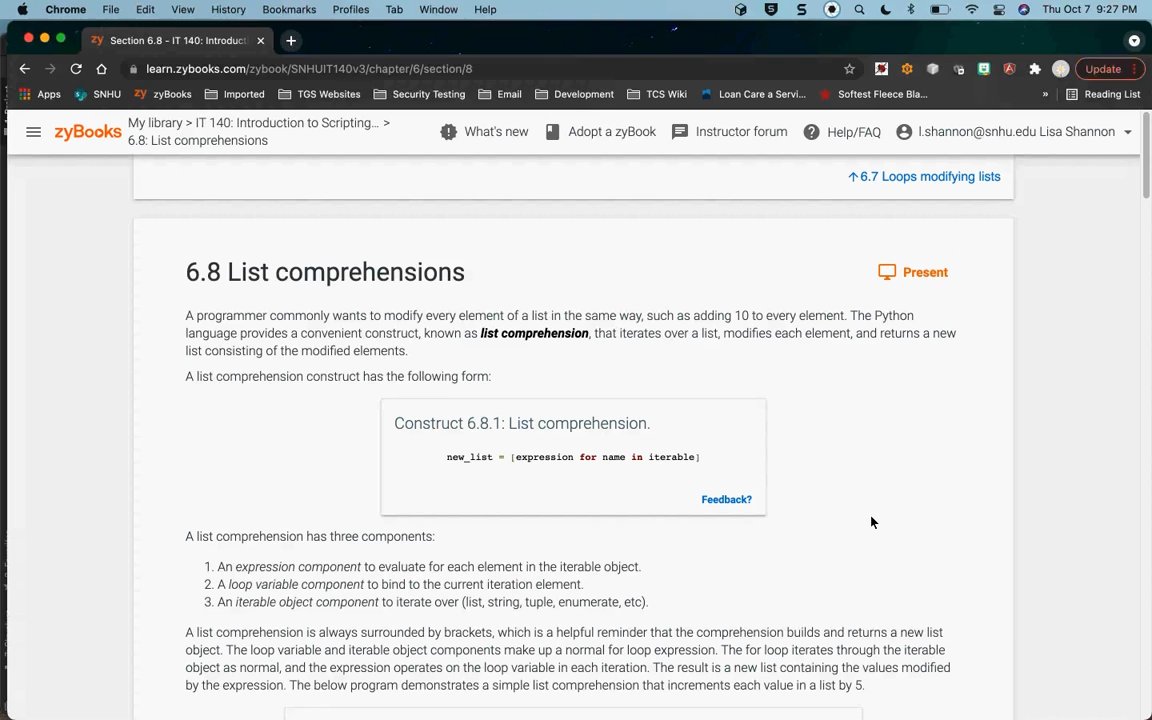 Chrome File Edit View History Bookmarks Profiles Tab Window Help Thu Oct 7 9:27 PM
zy Section 6.8 - IT 140: Introducti
learn.zybooks.com/zybook/SNHUIT140v3/chapter/6/section/8 Update
Apps SNHU zyBooks Imported TGS Websites Security Testing Email Development TCS Wiki Loan Care a Servi... Softest Fleece Bla... » Reading List
zyBooks My library > IT 140: Introduction to Scripting... > What's new Adopt a zyBook Instructor forum Help/FAQ l.shannon@snhu.edu Lisa Shannon
6.8: List comprehensions
↑6.7 Loops modifying lists
6.8 List comprehensions Present
A programmer commonly wants to modify every element of a list in the same way, such as adding 10 to every element. The Python
language provides a convenient construct, known as list comprehension, that iterates over a list, modifies each element, and returns a new
list consisting of the modified elements.
A list comprehension construct has the following form:
Construct 6.8.1: List comprehension.
new_list = [expression for name in iterable]
Feedback?
A list comprehension has three components:
1. An expression component to evaluate for each element in the iterable object.
2. A loop variable component to bind to the current iteration element.
3. An iterable object component to iterate over (list, string, tuple, enumerate, etc).
A list comprehension is always surrounded by brackets, which is a helpful reminder that the comprehension builds and returns a new list
object. The loop variable and iterable object components make up a normal for loop expression. The for loop iterates through the iterable
object as normal, and the expression operates on the loop variable in each iteration. The result is a new list containing the values modified
by the expression. The below program demonstrates a simple list comprehension that increments each value in a list by 5.